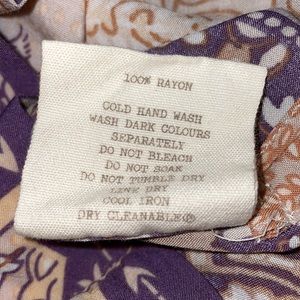 100% RAYON
COLD HAND WASH
WASH DARK COLOURS
SEPARATELY
DO NOT BLEACH
DO NOT SOAK
DO NOT TUMBLE DRY
LINE DRY
COOL IRON
DRY CLEANABLE®